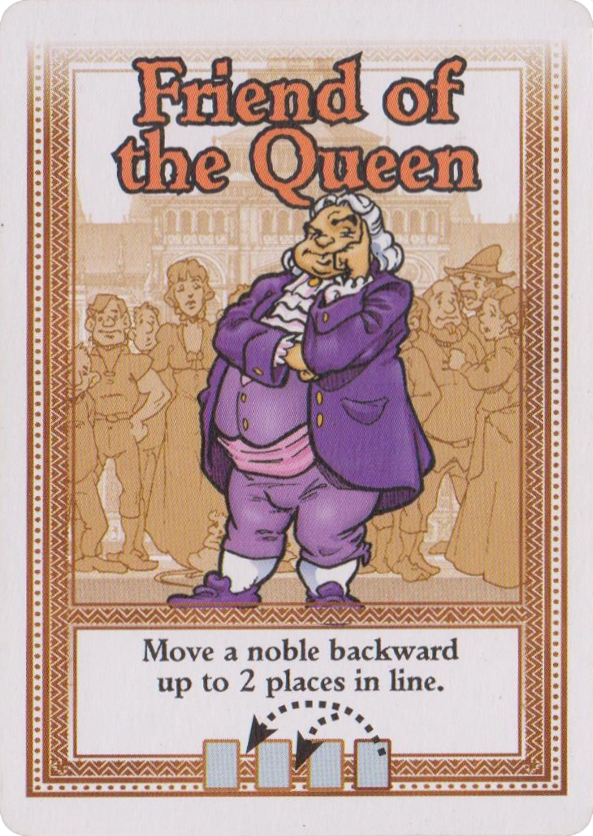 Friend of
the Queen
Move a noble backward
up to 2 places in line.